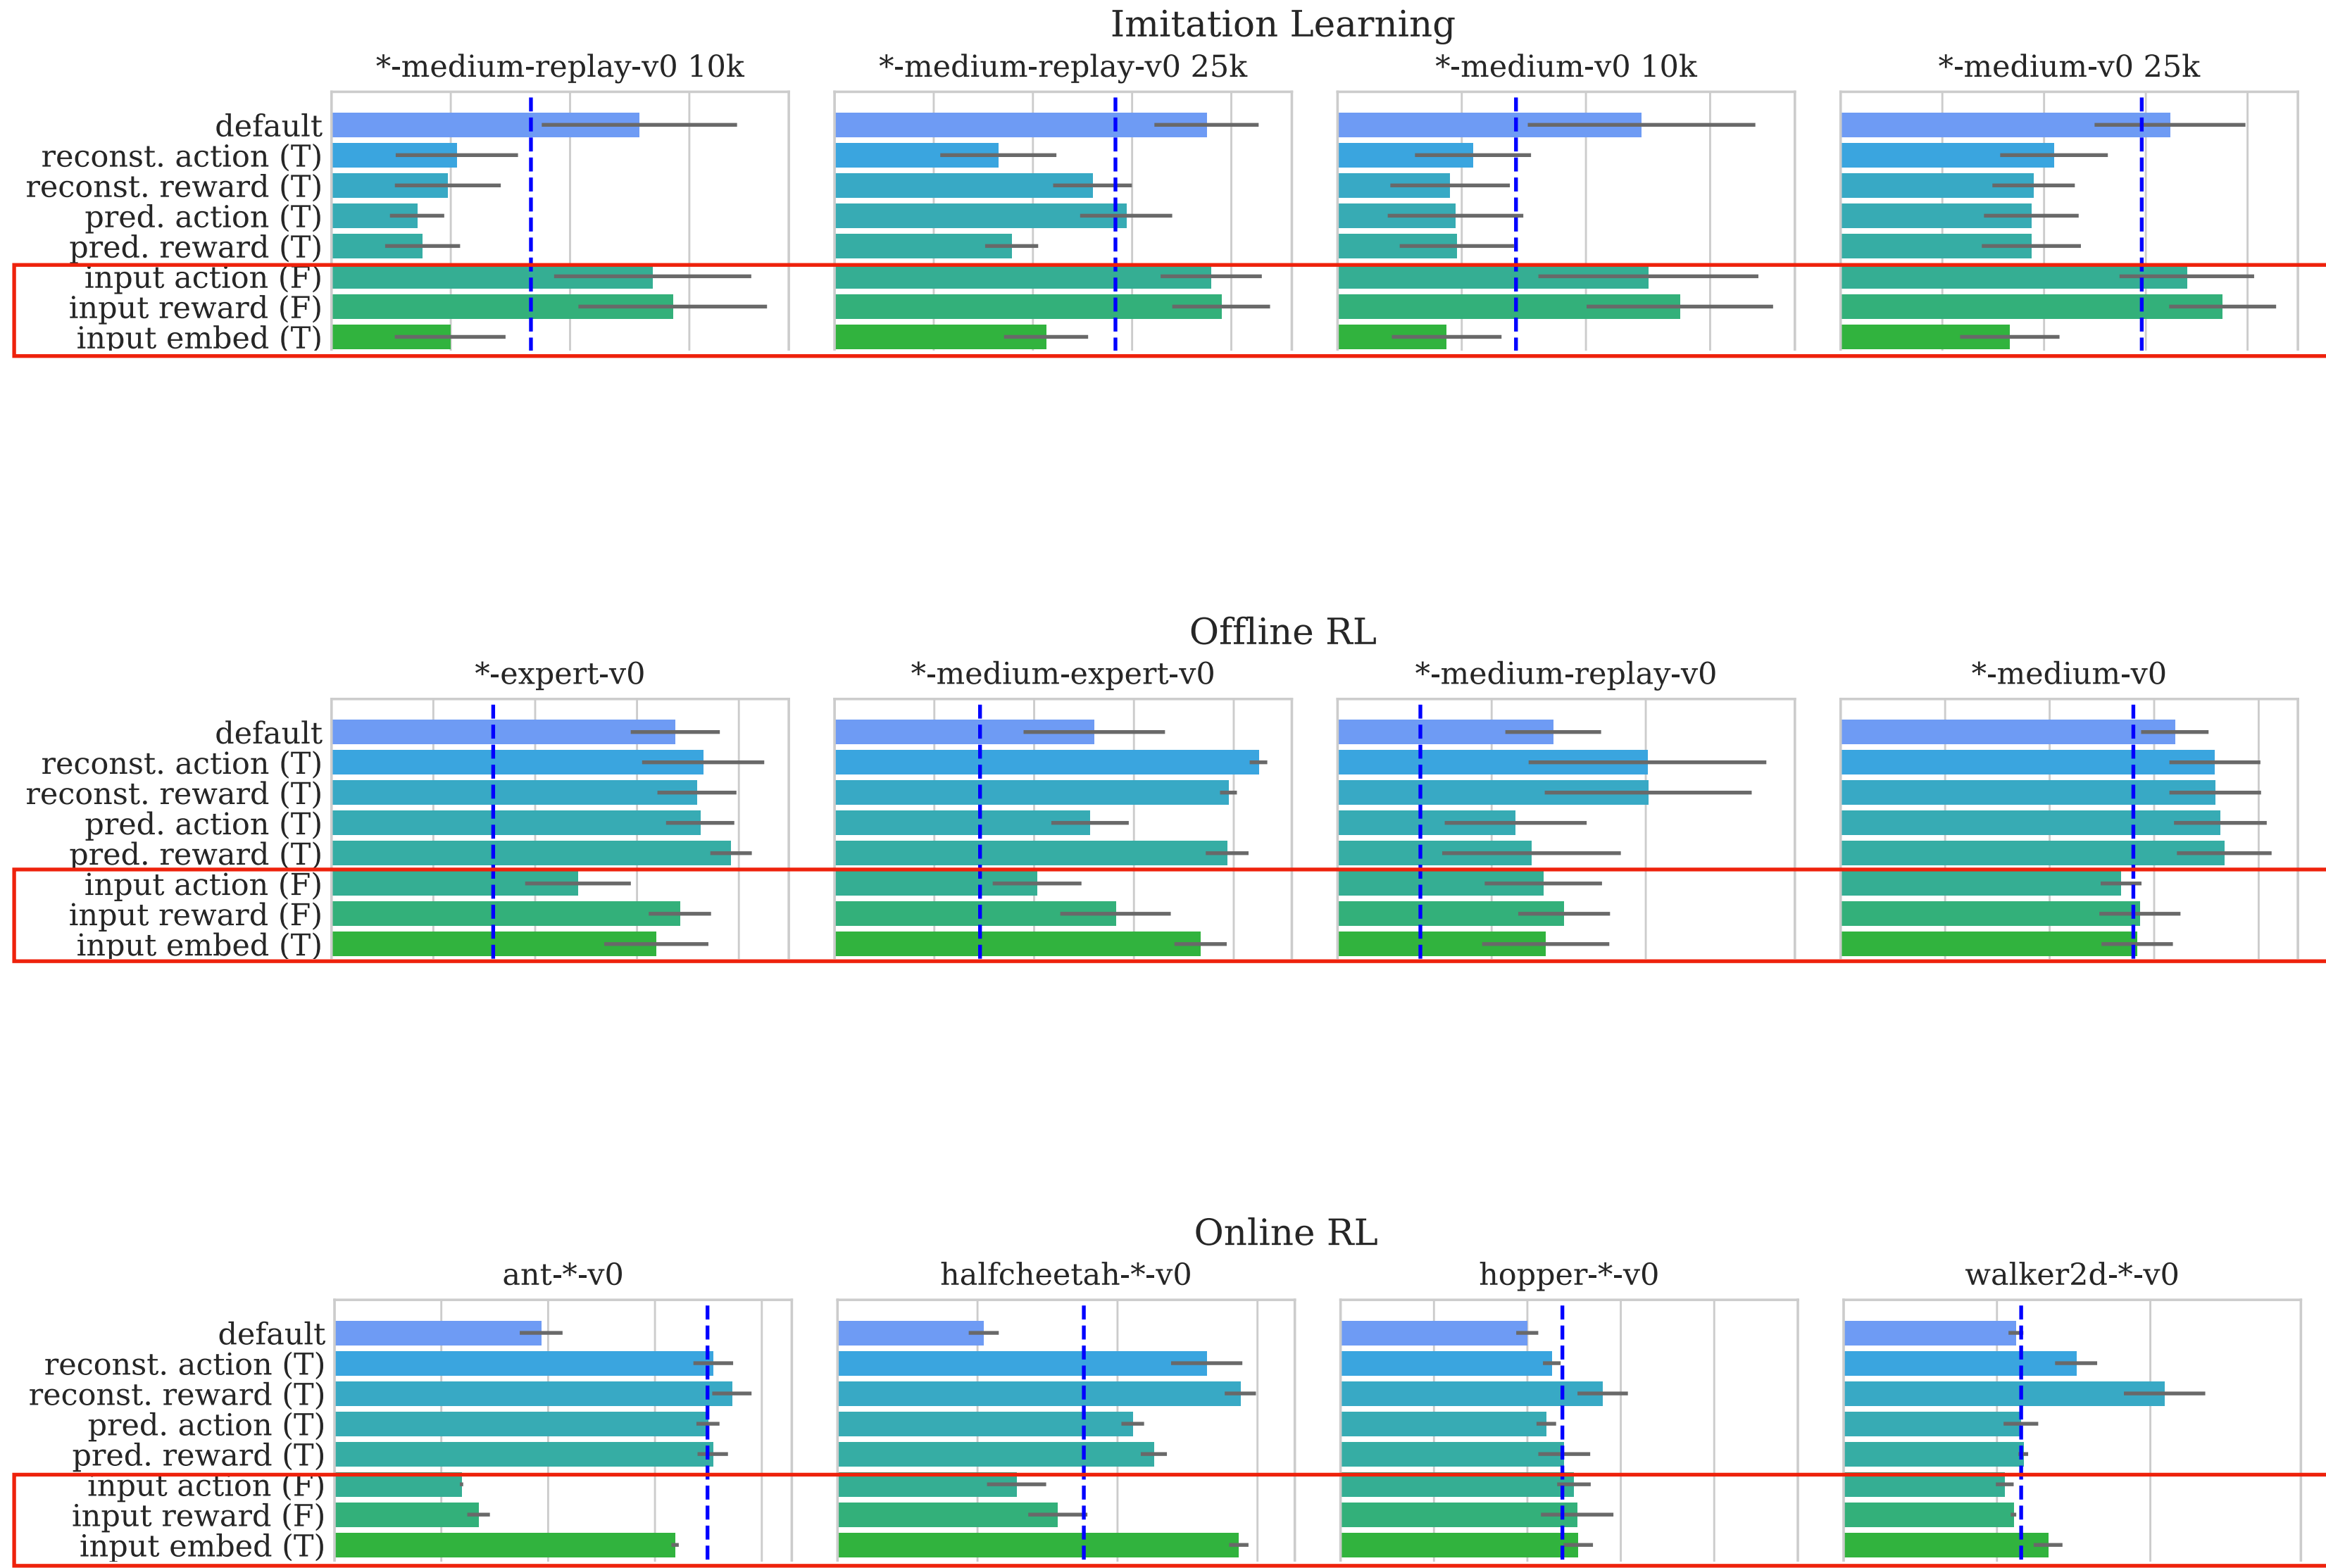 Imitation Learning
*-medium-replay-v0 10k
*-medium-replay-v0 25k
*-medium-v0 10k
*-medium-v0 25k
default
reconst. action (T)
reconst. reward (T)
pred. action (T)
pred. reward (T)
input action (F)
input reward (F)
input embed (T)
Offline RL
*-expert-v0
*-medium-expert-v0
*-medium-replay-v0
*-medium-v0
default
reconst. action (T)
reconst. reward (T)
pred. action (T)
pred. reward (T)
input action (F)
input reward (F)
input embed (T)
Online RL
ant-*-v0
halfcheetah-*-v0
hopper-*-v0
walker2d-*-v0
default
reconst. action (T)
reconst. reward (T)
pred. action (T)
pred. reward (T)
input action (F)
input reward (F)
input embed (T)